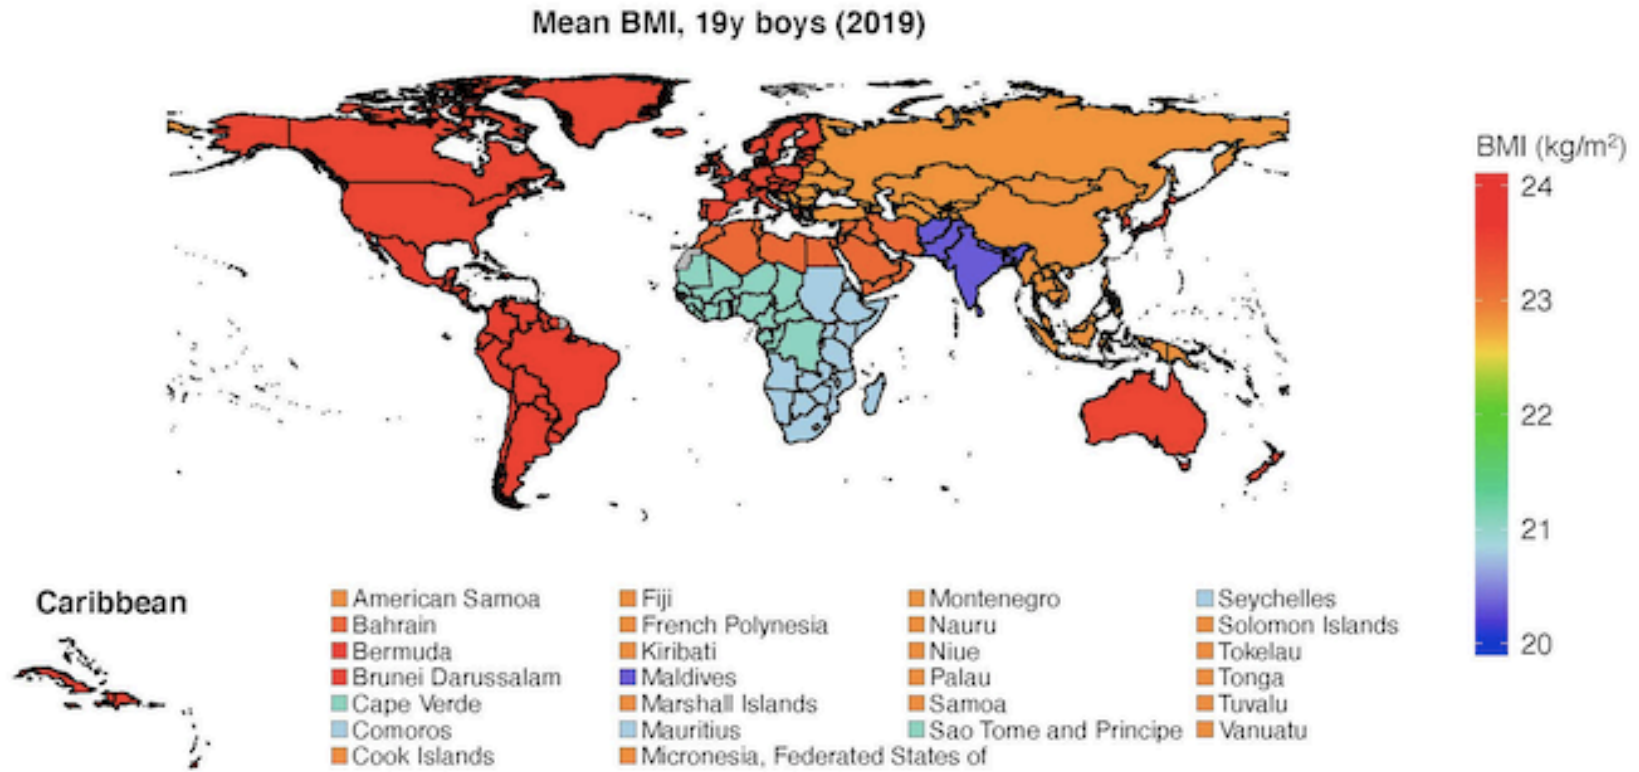 Mean BMI, 19y boys (2019)
BMI (kg/m²)
24
23
22
21
20
Caribbean
American Samoa
Bahrain
Bermuda
Brunei Darussalam
Cape Verde
Comoros
Cook Islands
Fiji
French Polynesia
Kiribati
Maldives
Marshall Islands
Mauritius
Micronesia, Federated States of
Montenegro
Nauru
Niue
Palau
Samoa
Sao Tome and Principe
Seychelles
Solomon Islands
Tokelau
Tonga
Tuvalu
Vanuatu